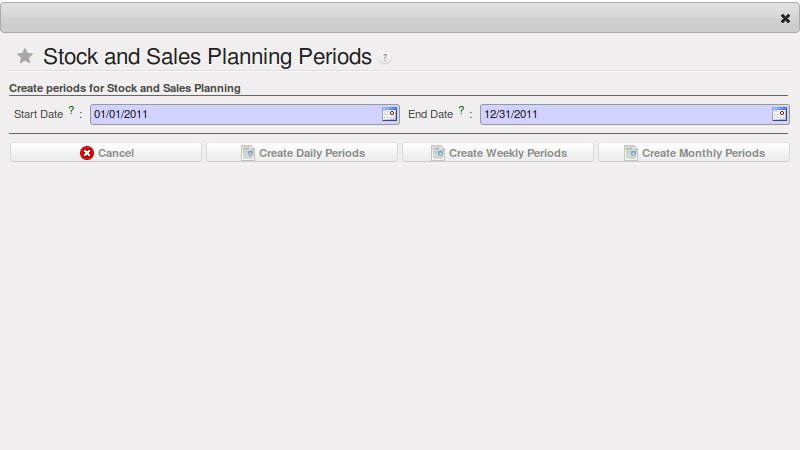 Stock and Sales Planning Periods ?
Create periods for Stock and Sales Planning
Start Date ? : 01/01/2011 End Date ? : 12/31/2011
Cancel Create Daily Periods Create Weekly Periods Create Monthly Periods